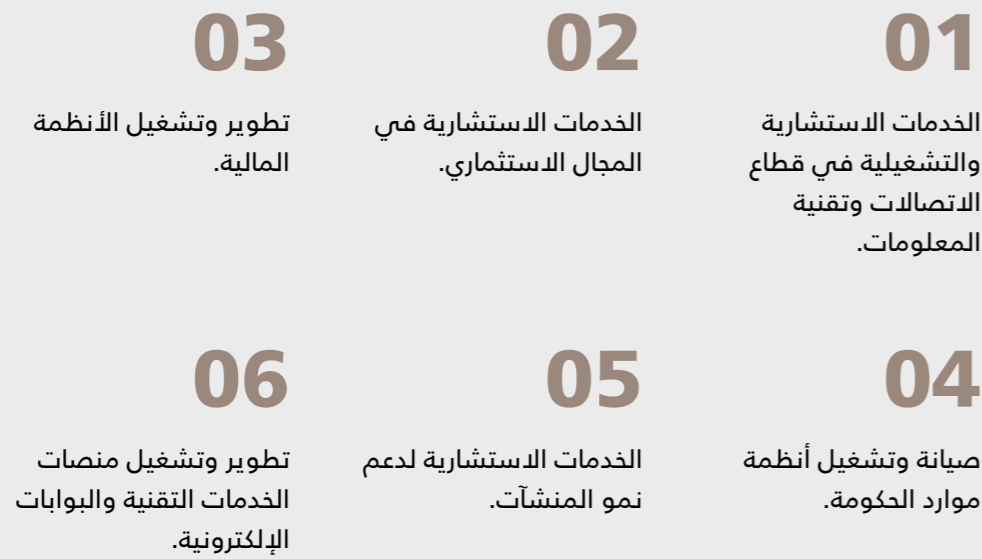 01
الخدمات الاستشارية
والتشغيلية في قطاع
الاتصالات وتقنية
المعلومات.
02
الخدمات الاستشارية في
المجال الاستثماري.
03
تطوير وتشغيل الأنظمة
المالية.
04
صيانة وتشغيل أنظمة
موارد الحكومة.
05
الخدمات الاستشارية لدعم
نمو المنشآت.
06
تطوير وتشغيل منصات
الخدمات التقنية والبوابات
الإلكترونية.